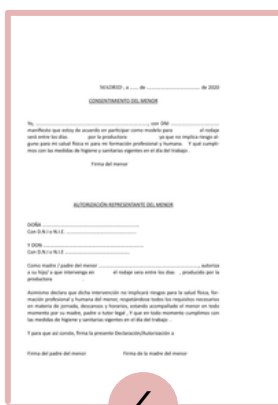 MADRID , a ...... de .......................... de 2020
CONSENTIMIENTO DEL MENOR
Yo, ................................................................, con DNI ............................
manifiesto que estoy de acuerdo en participar como modelo para el rodaje
será entre los días por la productora ya que no implica riesgo al-
guno para mi salud física ni para mi formación profesional y humana. Y qué cumpli-
mos con las medidas de higiene y sanitarias vigentes en el día del trabajo .
Firma del menor
AUTORIZACIÓN REPRESENTANTE DEL MENOR
DOÑA ........................................................
Con D.N.I o N.I.E. ........................................
Y DON ........................................................
Con D.N.I o N.I.E ........................................
Como madre / padre del menor ................................................, autoriza
a su hijo/ a que intervenga en el rodaje sera entre los días , producido por la
productora
Asimismo declara que dicha intervención no implicará riesgos para la salud física, for-
mación profesional y humana del menor, respetándose todos los requisitos necesarios
en materia de jornada, descansos y horarios, estando acompañado el menor en todo
momento por su madre, padre o tutor legal , Y que en todo momento cumplimos con
las medidas de higiene y sanitarias vigentes en el día del trabajo .
Y para que así conste, firma la presente Declaración/Autorización a
Firma del padre del menor Firma de la madre del menor